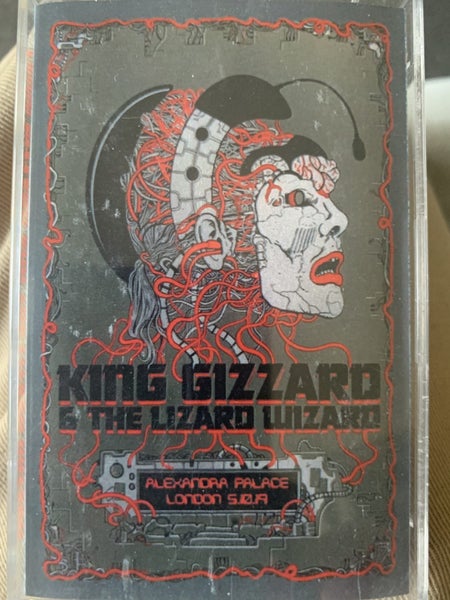 KING GIZZARD
& THE LIZARD WIZARD
ALEXANDRA PALACE
LONDON 5.10.19